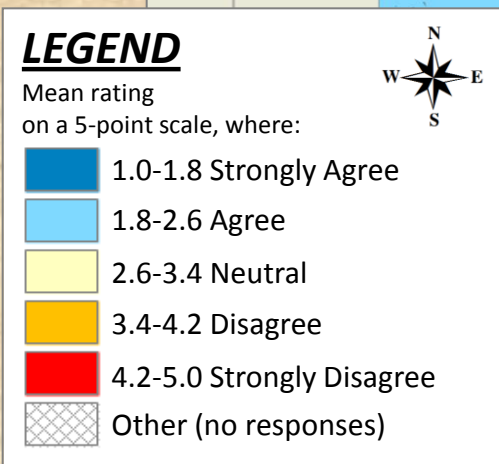 LEGEND
Mean rating
on a 5-point scale, where:
N
W E
S
1.0-1.8 Strongly Agree
1.8-2.6 Agree
2.6-3.4 Neutral
3.4-4.2 Disagree
4.2-5.0 Strongly Disagree
Other (no responses)